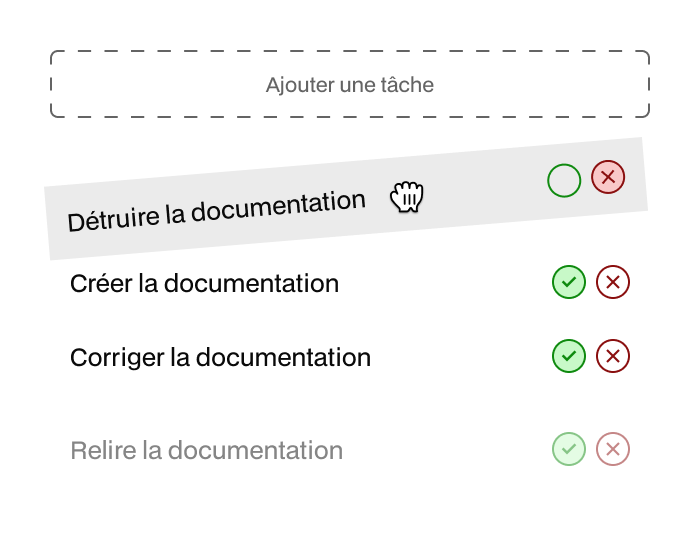 Ajouter une tâche
Détruire la documentation
Créer la documentation
Corriger la documentation
Relire la documentation